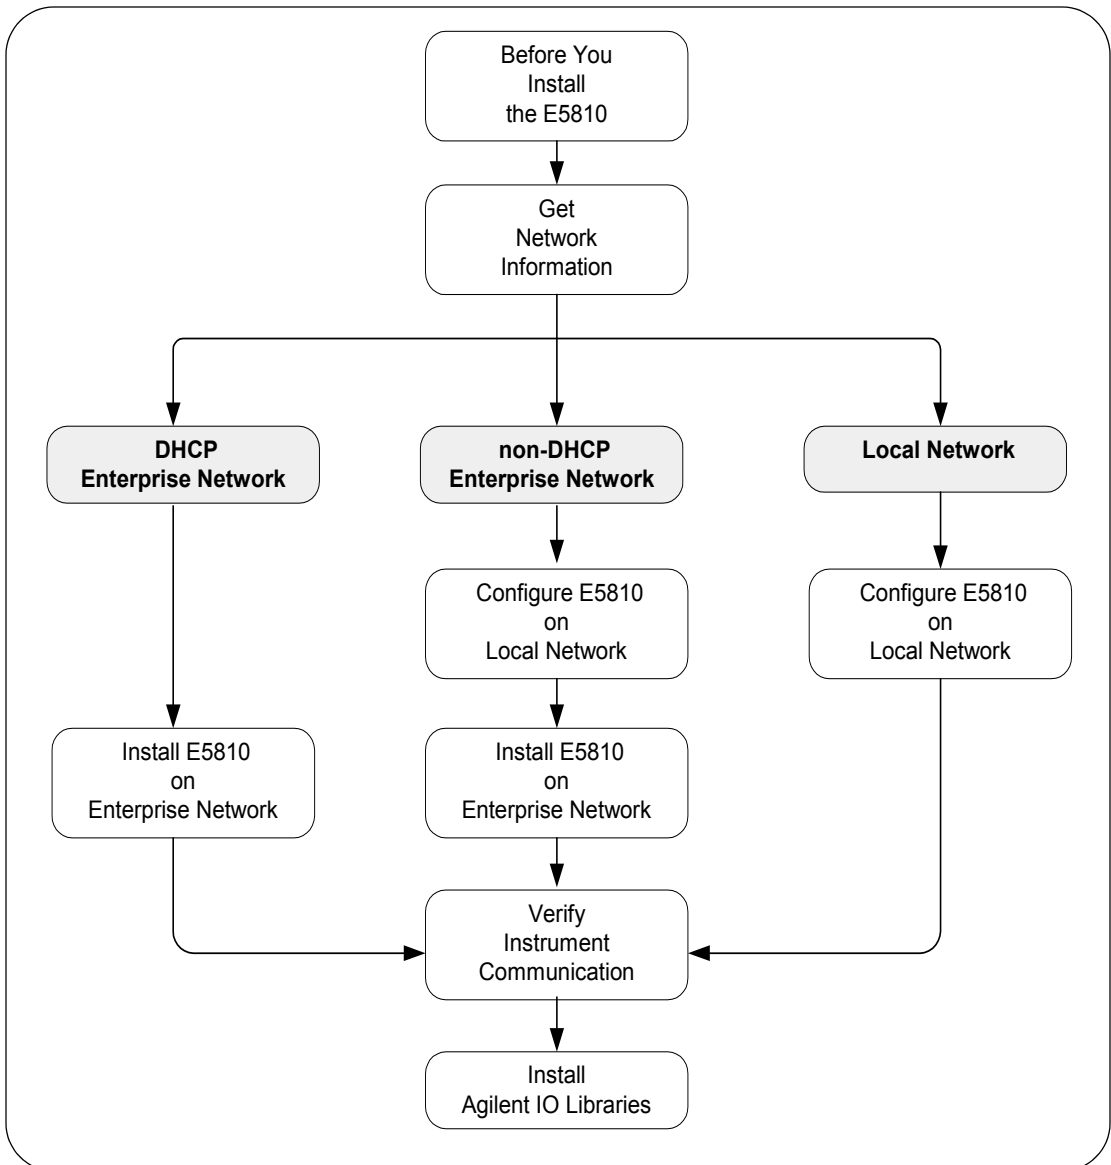 Before You
Install
the E5810
Get
Network
Information
DHCP
Enterprise Network
non-DHCP
Enterprise Network
Local Network
Configure E5810
on
Local Network
Configure E5810
on
Local Network
Install E5810
on
Enterprise Network
Install E5810
on
Enterprise Network
Verify
Instrument
Communication
Install
Agilent IO Libraries